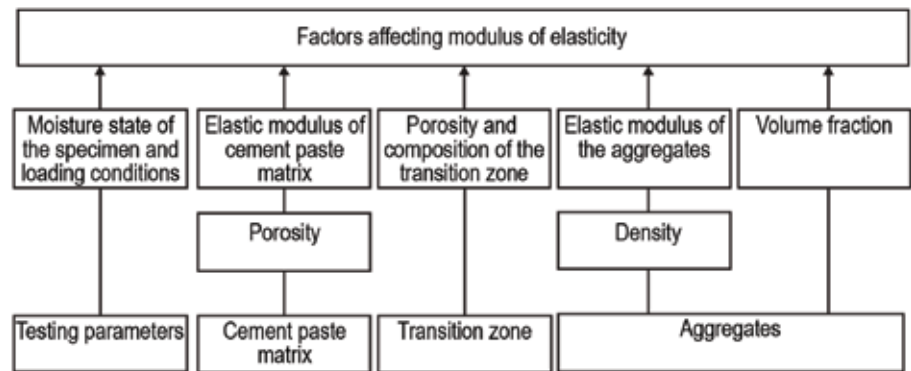 Factors affecting modulus of elasticity
Moisture state of
the specimen and
loading conditions
Elastic modulus of
cement paste
matrix
Porosity and
composition of the
transition zone
Elastic modulus of
the aggregates
Volume fraction
Porosity
Density
Testing parameters
Cement paste
matrix
Transition zone
Aggregates